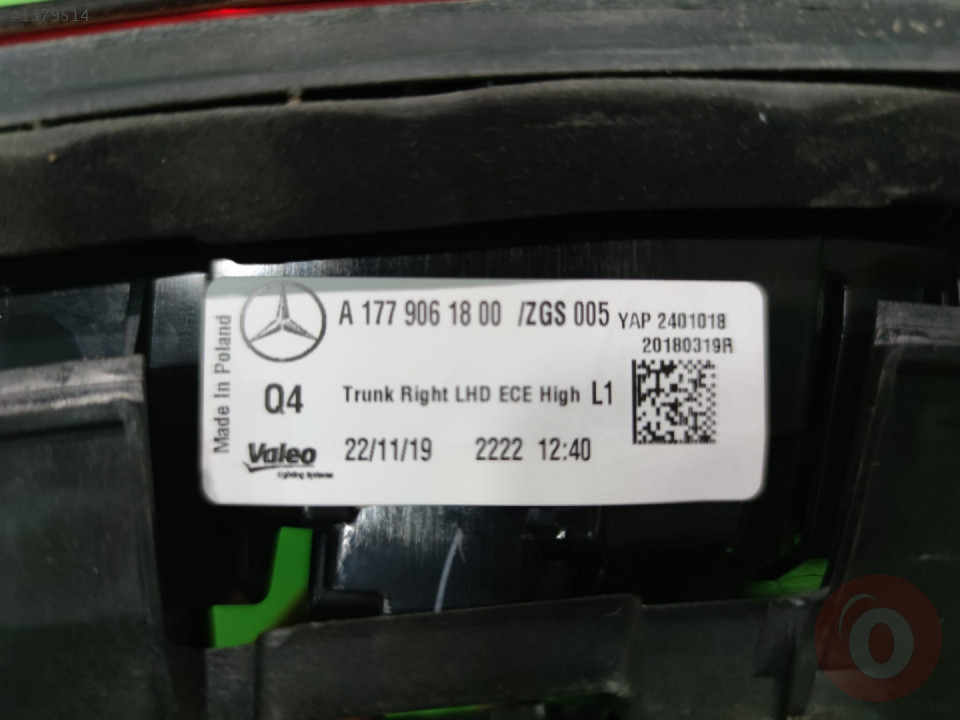 #1379514
A 177 906 18 00 /ZGS 005 YAP 2401018
20180319R
Made In Poland
Q4 Trunk Right LHD ECE High L1
Valeo 22/11/19 2222 12:40
Lighting Systems
O